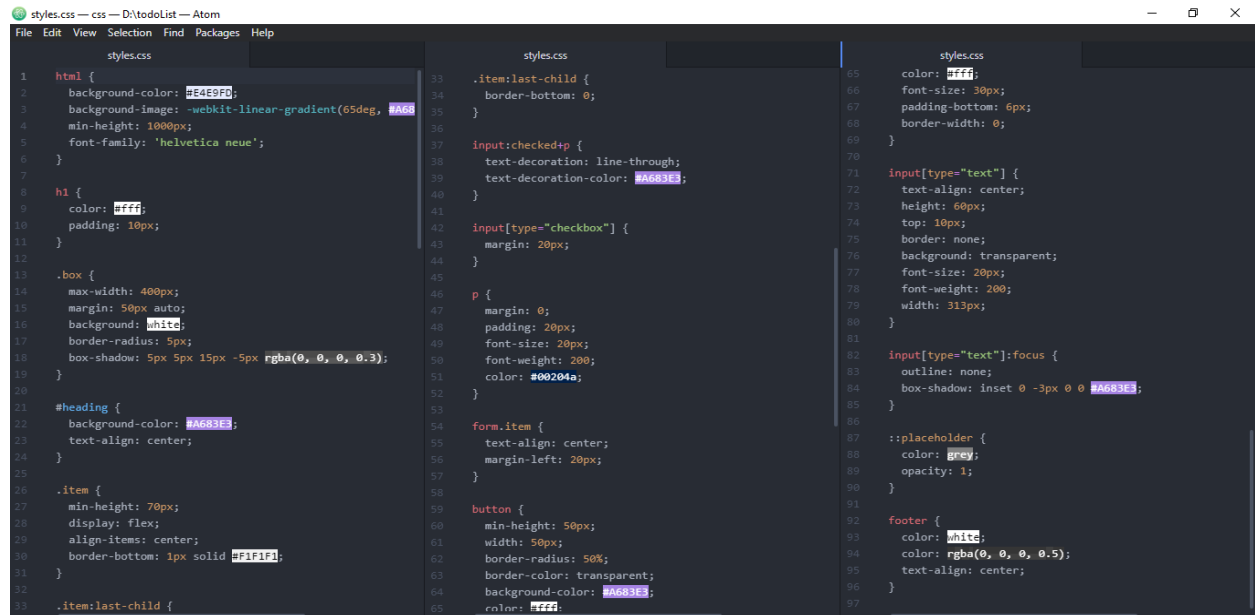 styles.css — css — D:\todoList — Atom
File Edit View Selection Find Packages Help
styles.css
1 html {
2 background-color: #E4E9FD;
3 background-image: -webkit-linear-gradient(65deg, #A68
4 min-height: 1000px;
5 font-family: 'helvetica neue';
6 }
7
8 h1 {
9 color: #fff;
10 padding: 10px;
11 }
12
13 .box {
14 max-width: 400px;
15 margin: 50px auto;
16 background: white;
17 border-radius: 5px;
18 box-shadow: 5px 5px 15px -5px rgba(0, 0, 0, 0.3);
19 }
20
21 #heading {
22 background-color: #A683E3;
23 text-align: center;
24 }
25
26 .item {
27 min-height: 70px;
28 display: flex;
29 align-items: center;
30 border-bottom: 1px solid #F1F1F1;
31 }
32
33 .item:last-child {
styles.css
33 .item:last-child {
34 border-bottom: 0;
35 }
36
37 input:checked+p {
38 text-decoration: line-through;
39 text-decoration-color: #A683E3;
40 }
41
42 input[type="checkbox"] {
43 margin: 20px;
44 }
45
46 p {
47 margin: 0;
48 padding: 20px;
49 font-size: 20px;
50 font-weight: 200;
51 color: #00204a;
52 }
53
54 form.item {
55 text-align: center;
56 margin-left: 20px;
57 }
58
59 button {
60 min-height: 50px;
61 width: 50px;
62 border-radius: 50%;
63 border-color: transparent;
64 background-color: #A683E3;
65 color: #fff;
styles.css
65 color: #fff;
66 font-size: 30px;
67 padding-bottom: 6px;
68 border-width: 0;
69 }
70
71 input[type="text"] {
72 text-align: center;
73 height: 60px;
74 top: 10px;
75 border: none;
76 background: transparent;
77 font-size: 20px;
78 font-weight: 200;
79 width: 313px;
80 }
81
82 input[type="text"]:focus {
83 outline: none;
84 box-shadow: inset 0 -3px 0 0 #A683E3;
85 }
86
87 ::placeholder {
88 color: grey;
89 opacity: 1;
90 }
91
92 footer {
93 color: white;
94 color: rgba(0, 0, 0, 0.5);
95 text-align: center;
96 }
97